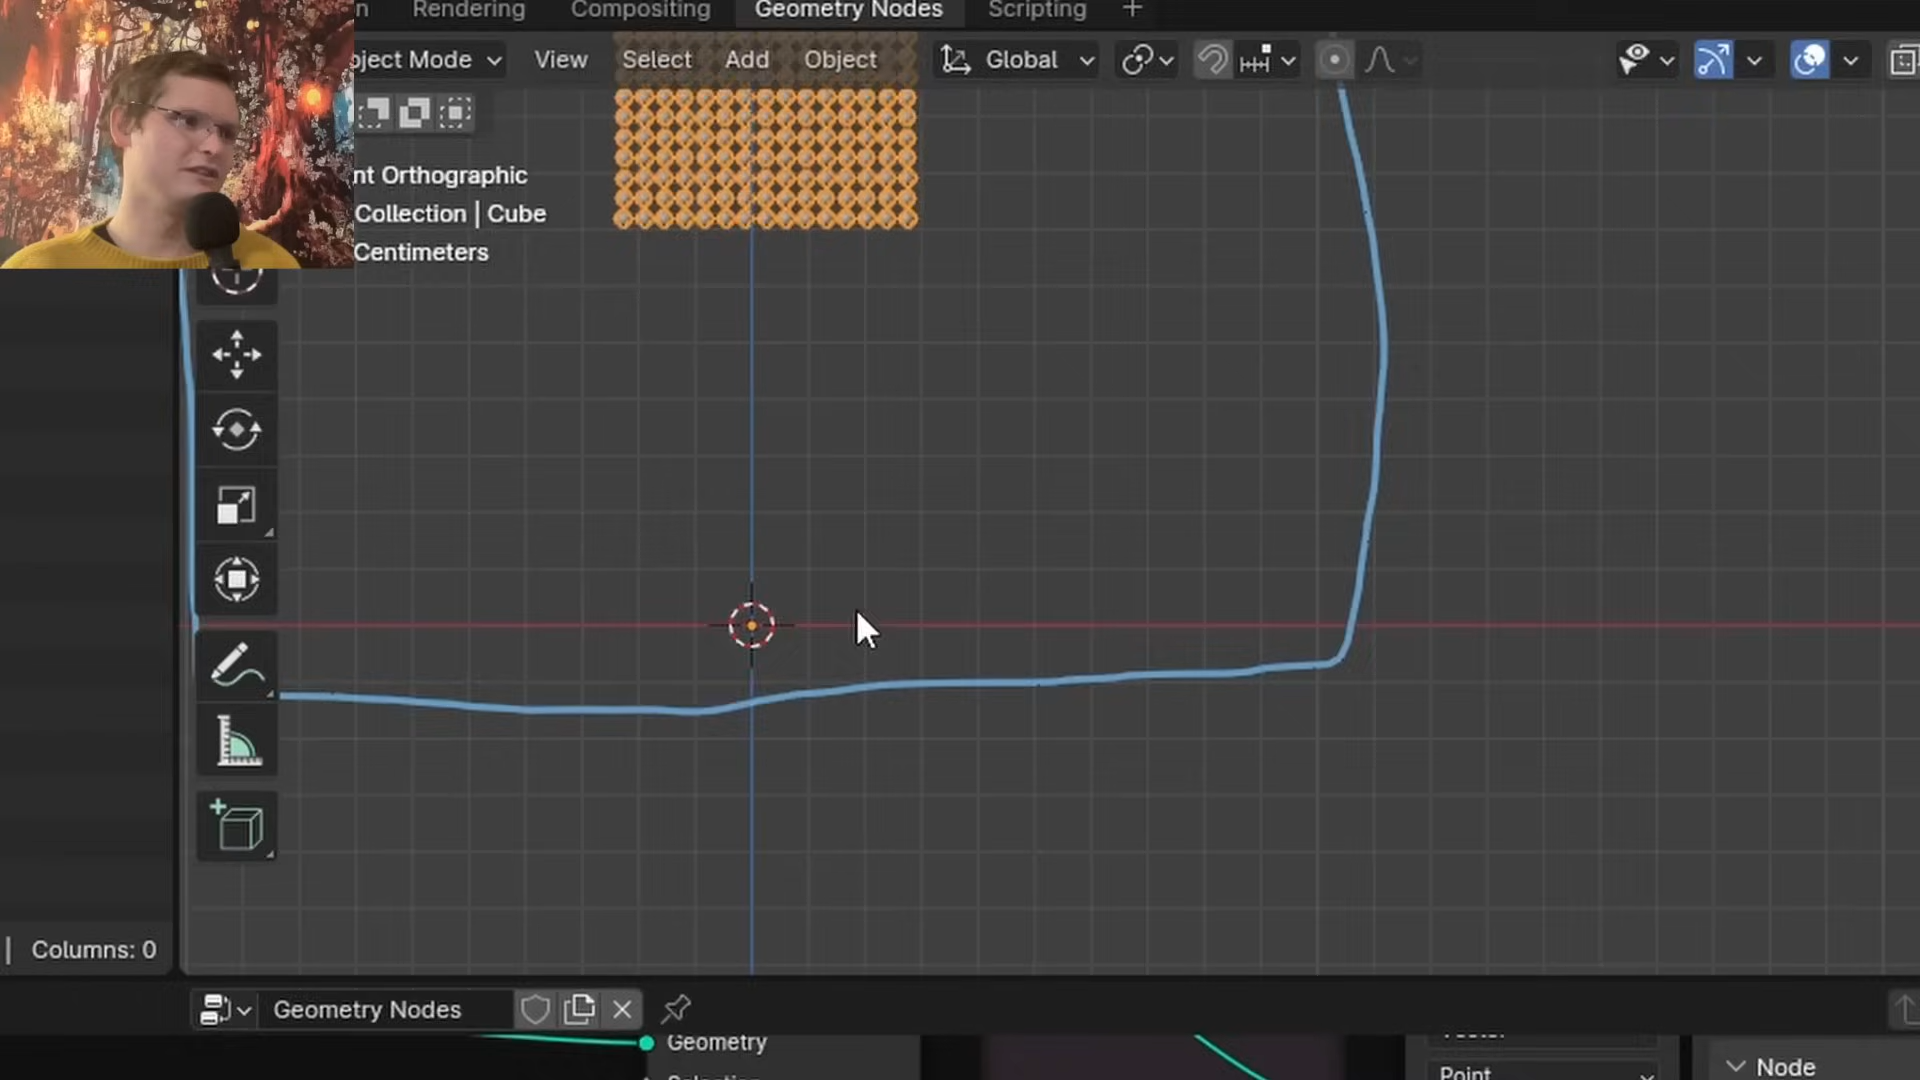 Rendering Compositing Geometry Nodes Scripting +
ject Mode View Select Add Object Global
nt Orthographic
Collection | Cube
Centimeters
| Columns: 0
Geometry Nodes
Geometry
Point
Node